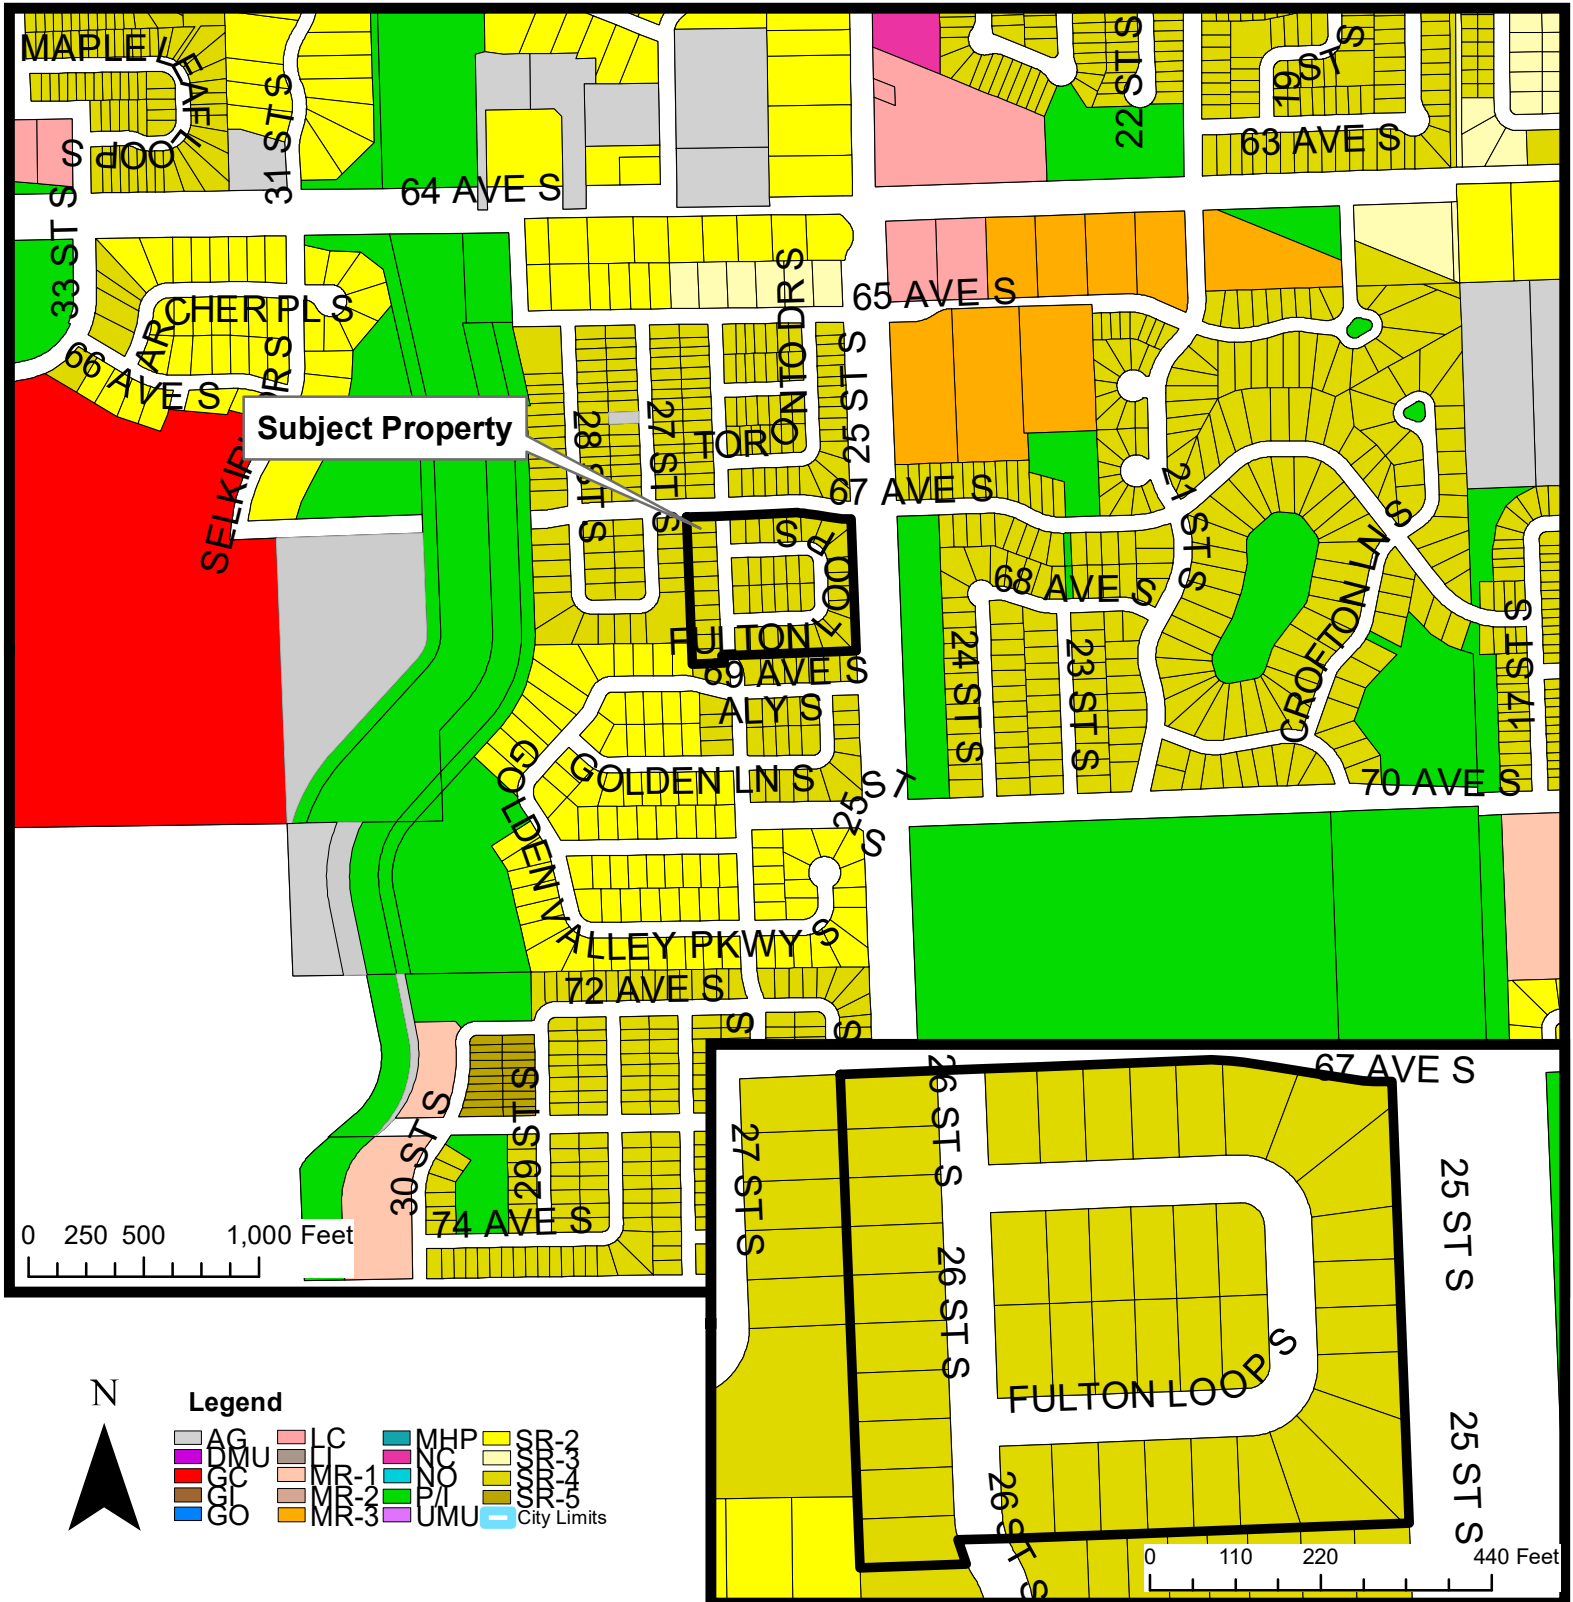 MAPLE LEAF LOOP S
31 ST S
22 ST S
19 ST S
63 AVE S
64 AVE S
33 ST S
ARCHER PL S
65 AVE S
TORONTO DR S
25 ST S
66 AVE S
SELKIRK DR S
Subject Property
28 ST S
27 ST S
67 AVE S
21 ST S
FULTON LOOP S
68 AVE S
CROFTON LN S
24 ST S
23 ST S
17 ST S
69 AVE S
ALY S
GOLDEN LN S
25 ST S
70 AVE S
GOLDEN VALLEY PKWY S
72 AVE S
S
S
30 ST S
29 ST S
74 AVE S
0 250 500 1,000 Feet
67 AVE S
26 ST S
27 ST S
25 ST S
26 ST S
FULTON LOOP S
25 ST S
26 ST S
0 110 220 440 Feet
N
Legend
AG
DMU
GC
GI
GO
LC
LI
MR-1
MR-2
MR-3
MHP
NC
NO
P/I
UMU
SR-2
SR-3
SR-4
SR-5
City Limits